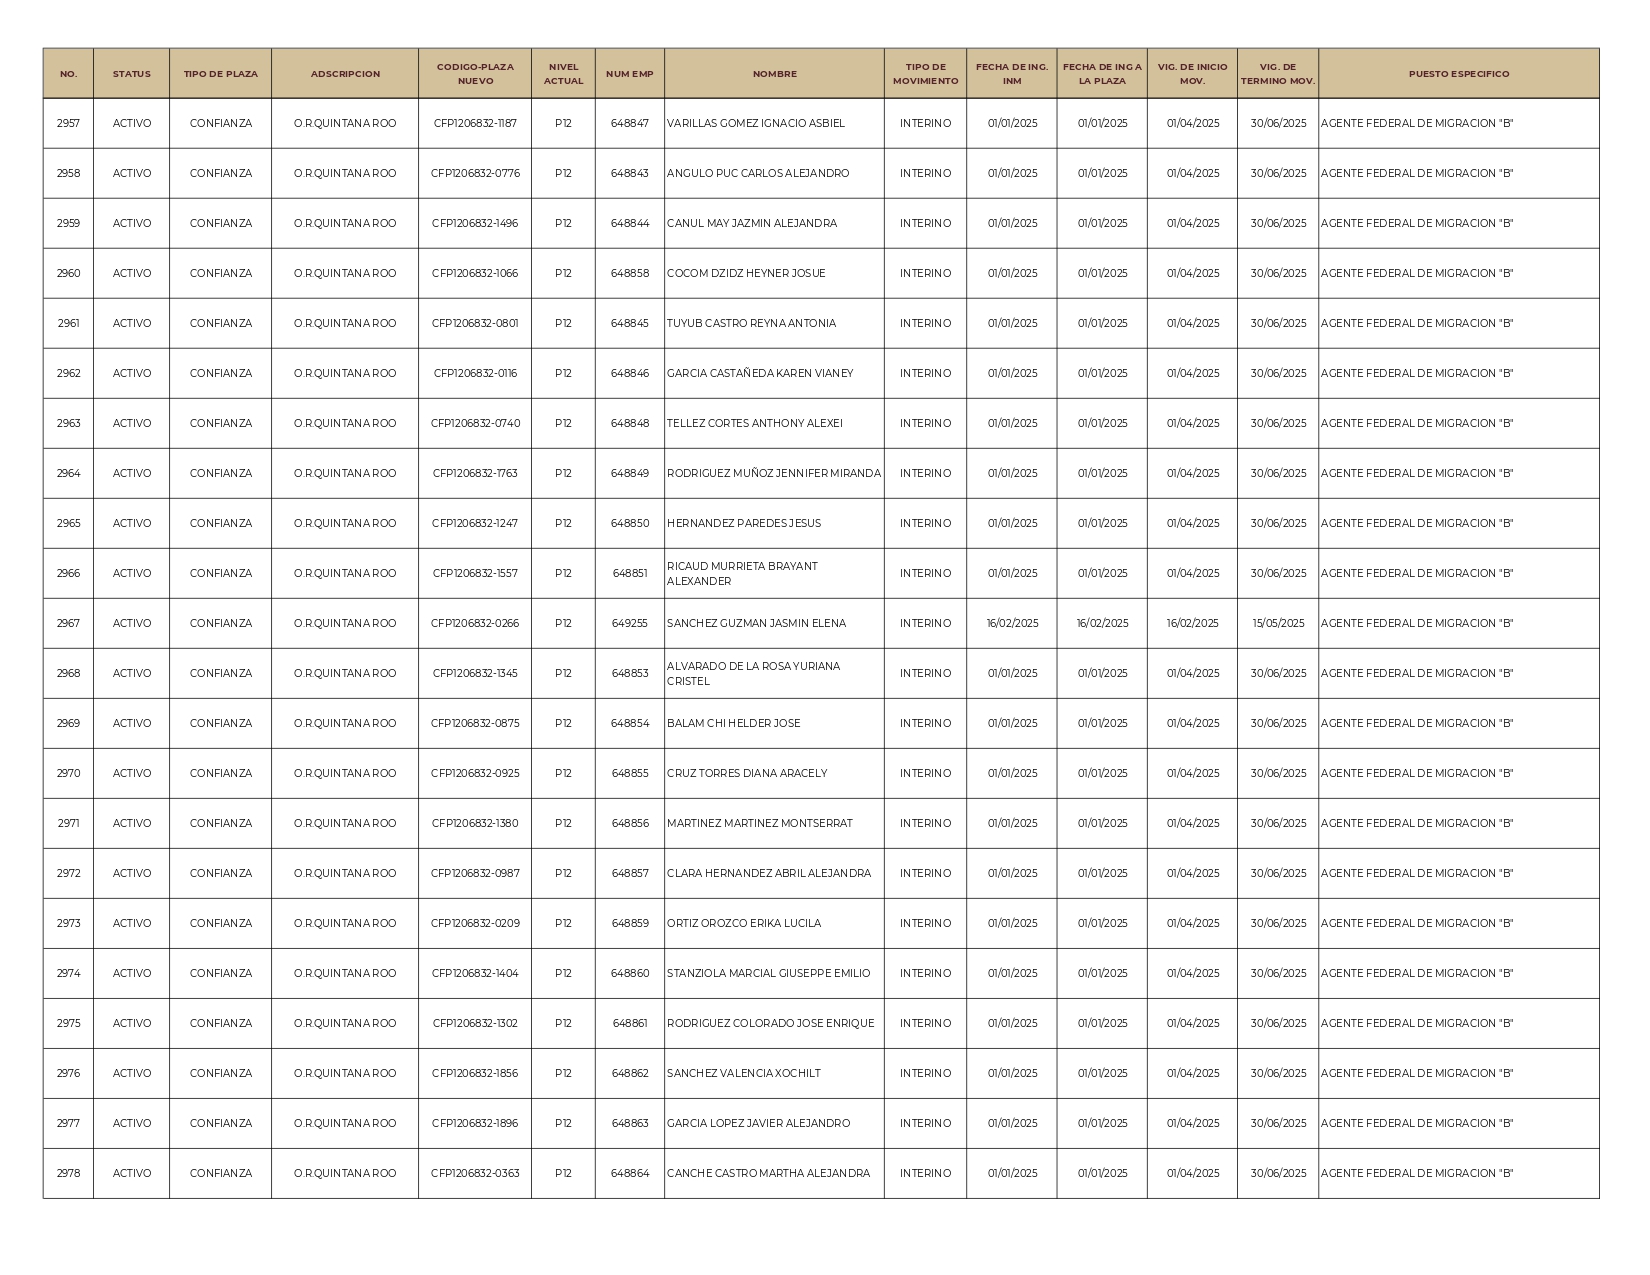 NO. STATUS TIPO DE PLAZA ADSCRIPCION CODIGO-PLAZA NUEVO NIVEL ACTUAL NUM EMP NOMBRE TIPO DE MOVIMIENTO FECHA DE ING. INM FECHA DE ING A LA PLAZA VIG. DE INICIO MOV. VIG. DE TERMINO MOV. PUESTO ESPECIFICO
2957 ACTIVO CONFIANZA O.R.QUINTANA ROO CFP1206832-1187 P12 648847 VARILLAS GOMEZ IGNACIO ASBIEL INTERINO 01/01/2025 01/01/2025 01/04/2025 30/06/2025 AGENTE FEDERAL DE MIGRACION "B"
2958 ACTIVO CONFIANZA O.R.QUINTANA ROO CFP1206832-0776 P12 648843 ANGULO PUC CARLOS ALEJANDRO INTERINO 01/01/2025 01/01/2025 01/04/2025 30/06/2025 AGENTE FEDERAL DE MIGRACION "B"
2959 ACTIVO CONFIANZA O.R.QUINTANA ROO CFP1206832-1496 P12 648844 CANUL MAY JAZMIN ALEJANDRA INTERINO 01/01/2025 01/01/2025 01/04/2025 30/06/2025 AGENTE FEDERAL DE MIGRACION "B"
2960 ACTIVO CONFIANZA O.R.QUINTANA ROO CFP1206832-1066 P12 648858 COCOM DZIDZ HEYNER JOSUE INTERINO 01/01/2025 01/01/2025 01/04/2025 30/06/2025 AGENTE FEDERAL DE MIGRACION "B"
2961 ACTIVO CONFIANZA O.R.QUINTANA ROO CFP1206832-0801 P12 648845 TUYUB CASTRO REYNA ANTONIA INTERINO 01/01/2025 01/01/2025 01/04/2025 30/06/2025 AGENTE FEDERAL DE MIGRACION "B"
2962 ACTIVO CONFIANZA O.R.QUINTANA ROO CFP1206832-0116 P12 648846 GARCIA CASTAÑEDA KAREN VIANEY INTERINO 01/01/2025 01/01/2025 01/04/2025 30/06/2025 AGENTE FEDERAL DE MIGRACION "B"
2963 ACTIVO CONFIANZA O.R.QUINTANA ROO CFP1206832-0740 P12 648848 TELLEZ CORTES ANTHONY ALEXEI INTERINO 01/01/2025 01/01/2025 01/04/2025 30/06/2025 AGENTE FEDERAL DE MIGRACION "B"
2964 ACTIVO CONFIANZA O.R.QUINTANA ROO CFP1206832-1763 P12 648849 RODRIGUEZ MUÑOZ JENNIFER MIRANDA INTERINO 01/01/2025 01/01/2025 01/04/2025 30/06/2025 AGENTE FEDERAL DE MIGRACION "B"
2965 ACTIVO CONFIANZA O.R.QUINTANA ROO CFP1206832-1247 P12 648850 HERNANDEZ PAREDES JESUS INTERINO 01/01/2025 01/01/2025 01/04/2025 30/06/2025 AGENTE FEDERAL DE MIGRACION "B"
2966 ACTIVO CONFIANZA O.R.QUINTANA ROO CFP1206832-1557 P12 648851 RICAUD MURRIETA BRAYANT ALEXANDER INTERINO 01/01/2025 01/01/2025 01/04/2025 30/06/2025 AGENTE FEDERAL DE MIGRACION "B"
2967 ACTIVO CONFIANZA O.R.QUINTANA ROO CFP1206832-0266 P12 649255 SANCHEZ GUZMAN JASMIN ELENA INTERINO 16/02/2025 16/02/2025 16/02/2025 15/05/2025 AGENTE FEDERAL DE MIGRACION "B"
2968 ACTIVO CONFIANZA O.R.QUINTANA ROO CFP1206832-1345 P12 648853 ALVARADO DE LA ROSA YURIANA CRISTEL INTERINO 01/01/2025 01/01/2025 01/04/2025 30/06/2025 AGENTE FEDERAL DE MIGRACION "B"
2969 ACTIVO CONFIANZA O.R.QUINTANA ROO CFP1206832-0875 P12 648854 BALAM CHI HELDER JOSE INTERINO 01/01/2025 01/01/2025 01/04/2025 30/06/2025 AGENTE FEDERAL DE MIGRACION "B"
2970 ACTIVO CONFIANZA O.R.QUINTANA ROO CFP1206832-0925 P12 648855 CRUZ TORRES DIANA ARACELY INTERINO 01/01/2025 01/01/2025 01/04/2025 30/06/2025 AGENTE FEDERAL DE MIGRACION "B"
2971 ACTIVO CONFIANZA O.R.QUINTANA ROO CFP1206832-1380 P12 648856 MARTINEZ MARTINEZ MONTSERRAT INTERINO 01/01/2025 01/01/2025 01/04/2025 30/06/2025 AGENTE FEDERAL DE MIGRACION "B"
2972 ACTIVO CONFIANZA O.R.QUINTANA ROO CFP1206832-0987 P12 648857 CLARA HERNANDEZ ABRIL ALEJANDRA INTERINO 01/01/2025 01/01/2025 01/04/2025 30/06/2025 AGENTE FEDERAL DE MIGRACION "B"
2973 ACTIVO CONFIANZA O.R.QUINTANA ROO CFP1206832-0209 P12 648859 ORTIZ OROZCO ERIKA LUCILA INTERINO 01/01/2025 01/01/2025 01/04/2025 30/06/2025 AGENTE FEDERAL DE MIGRACION "B"
2974 ACTIVO CONFIANZA O.R.QUINTANA ROO CFP1206832-1404 P12 648860 STANZIOLA MARCIAL GIUSEPPE EMILIO INTERINO 01/01/2025 01/01/2025 01/04/2025 30/06/2025 AGENTE FEDERAL DE MIGRACION "B"
2975 ACTIVO CONFIANZA O.R.QUINTANA ROO CFP1206832-1302 P12 648861 RODRIGUEZ COLORADO JOSE ENRIQUE INTERINO 01/01/2025 01/01/2025 01/04/2025 30/06/2025 AGENTE FEDERAL DE MIGRACION "B"
2976 ACTIVO CONFIANZA O.R.QUINTANA ROO CFP1206832-1856 P12 648862 SANCHEZ VALENCIA XOCHILT INTERINO 01/01/2025 01/01/2025 01/04/2025 30/06/2025 AGENTE FEDERAL DE MIGRACION "B"
2977 ACTIVO CONFIANZA O.R.QUINTANA ROO CFP1206832-1896 P12 648863 GARCIA LOPEZ JAVIER ALEJANDRO INTERINO 01/01/2025 01/01/2025 01/04/2025 30/06/2025 AGENTE FEDERAL DE MIGRACION "B"
2978 ACTIVO CONFIANZA O.R.QUINTANA ROO CFP1206832-0363 P12 648864 CANCHE CASTRO MARTHA ALEJANDRA INTERINO 01/01/2025 01/01/2025 01/04/2025 30/06/2025 AGENTE FEDERAL DE MIGRACION "B"